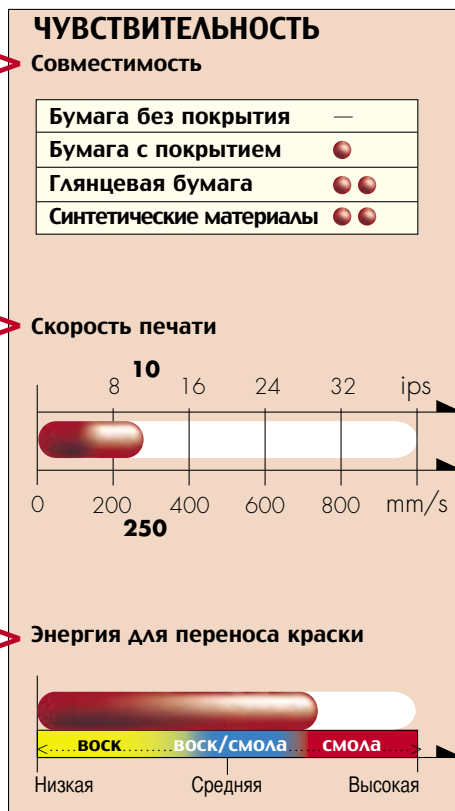 ЧУВСТВИТЕЛЬНОСТЬ
Совместимость
Бумага без покрытия —
Бумага с покрытием
Глянцевая бумага
Синтетические материалы
Скорость печати
10
8 16 24 32 ips
0 200 400 600 800 mm/s
250
Энергия для переноса краски
воск воск/смола смола
Низкая Средняя Высокая